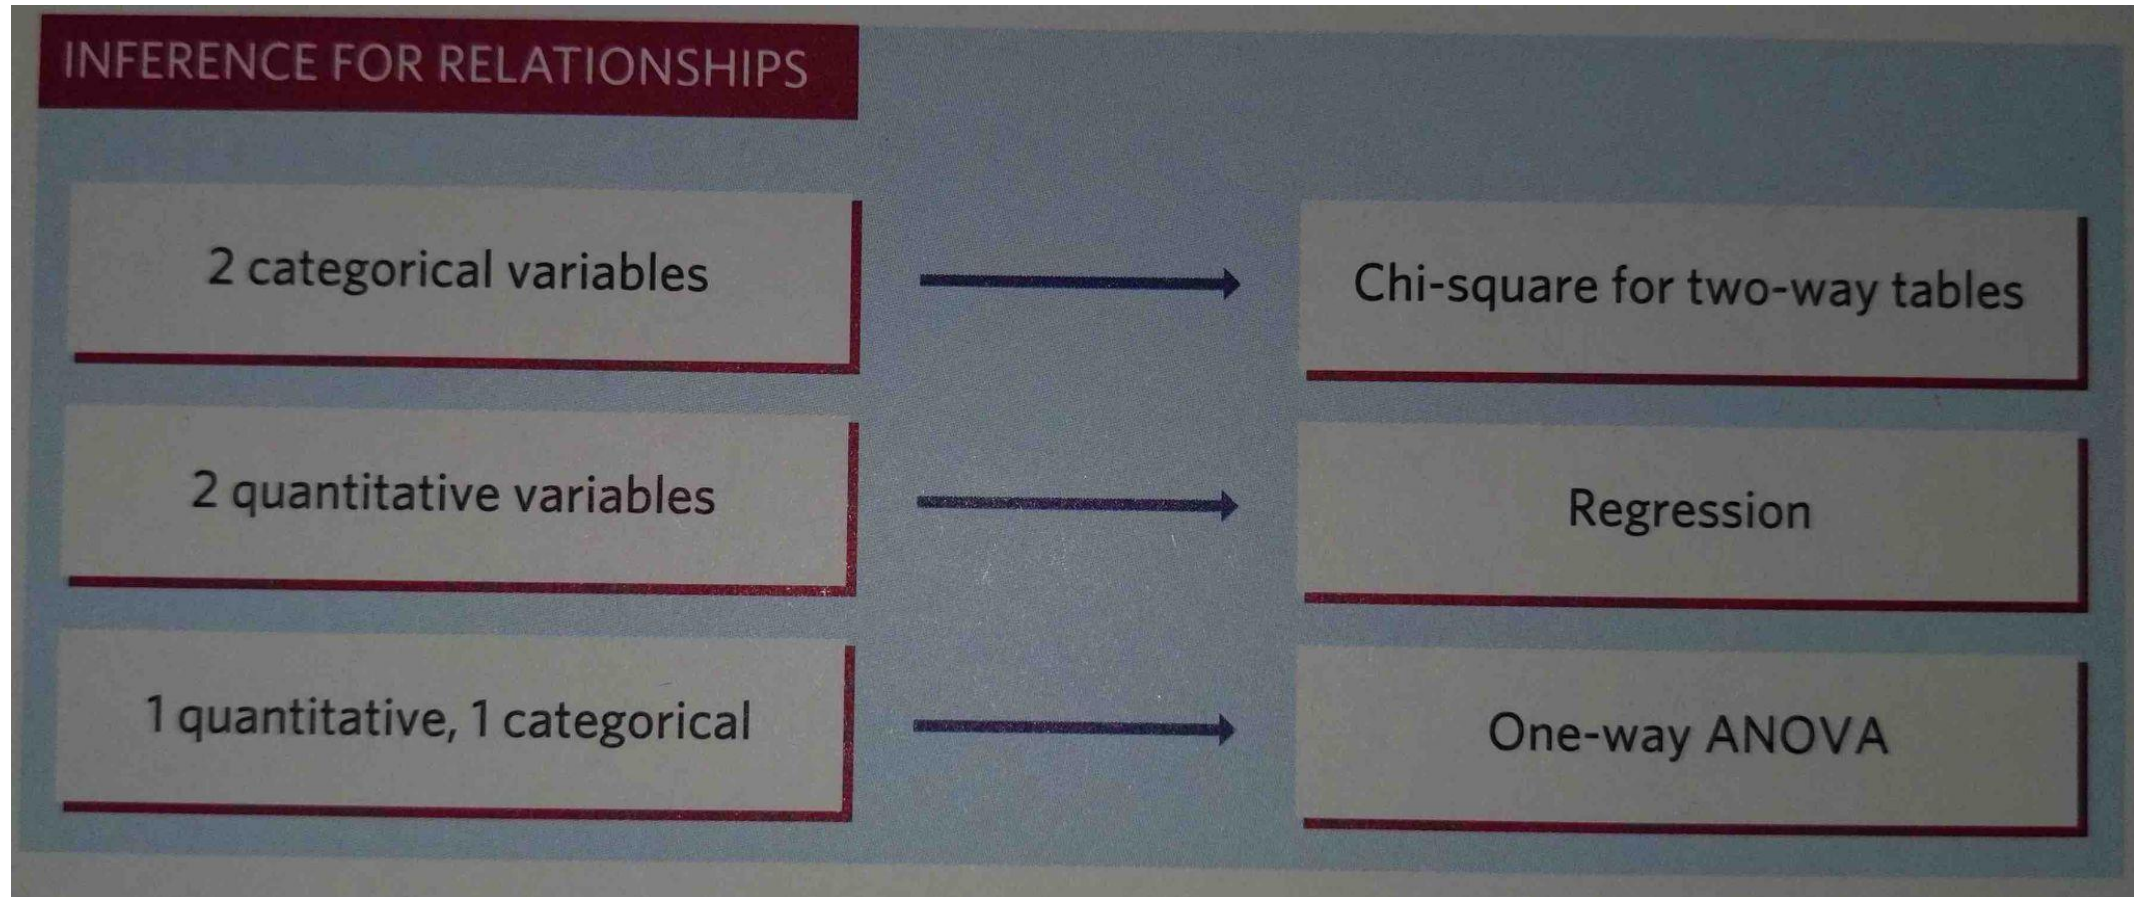 INFERENCE FOR RELATIONSHIPS
2 categorical variables
Chi-square for two-way tables
2 quantitative variables
Regression
1 quantitative, 1 categorical
One-way ANOVA